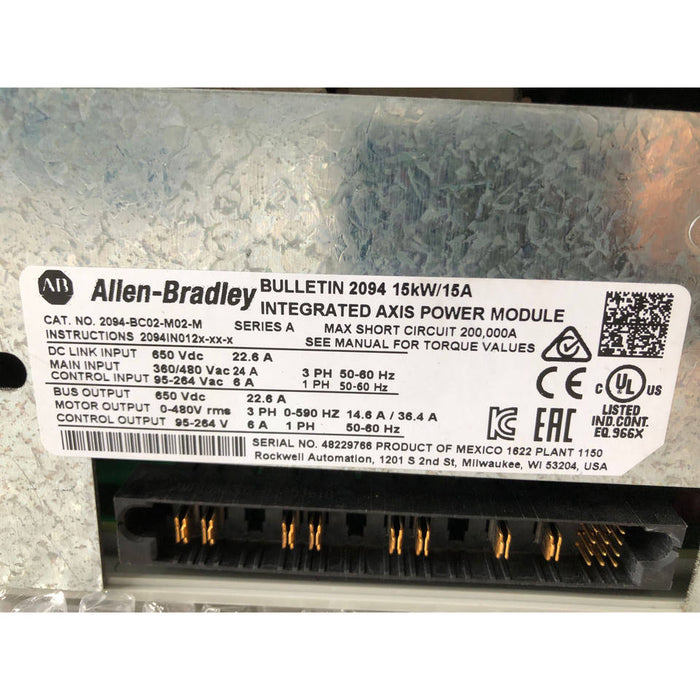 AB Allen-Bradley
BULLETIN 2094 15kW/15A
INTEGRATED AXIS POWER MODULE
CAT. NO. 2094-BC02-M02-M SERIES A MAX SHORT CIRCUIT 200,000A
INSTRUCTIONS 2094IN012x-xx-x SEE MANUAL FOR TORQUE VALUES
DC LINK INPUT 650 Vdc 22.6 A
MAIN INPUT 360/480 Vac 24 A 3 PH 50-60 Hz
CONTROL INPUT 95-264 Vac 6 A 1 PH 50-60 Hz
BUS OUTPUT 650 Vdc 22.6 A
MOTOR OUTPUT 0-480V rms 3 PH 0-590 HZ 14.6 A / 36.4 A
CONTROL OUTPUT 95-264 V 6 A 1 PH 50-60 Hz
CE C UL US
LISTED
IND.CONT.
EQ.966X
KC EAC
SERIAL NO. 48229766 PRODUCT OF MEXICO 1622 PLANT 1150
Rockwell Automation, 1201 S 2nd St, Milwaukee, WI 53204, USA